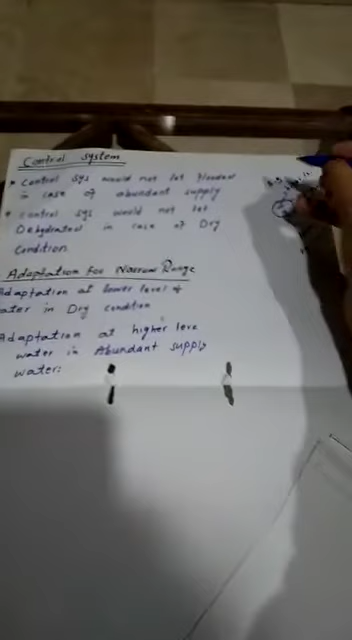 Control System
Control Sys would not let flooded
in case of abundant supply
Control Sys would not let
Dehydrated in case of Dry
Condition
Adaptation for Narrow Range
Adaptation at lower level of
water in Dry condition
Adaptation at higher leve
water in Abundant supply
water: